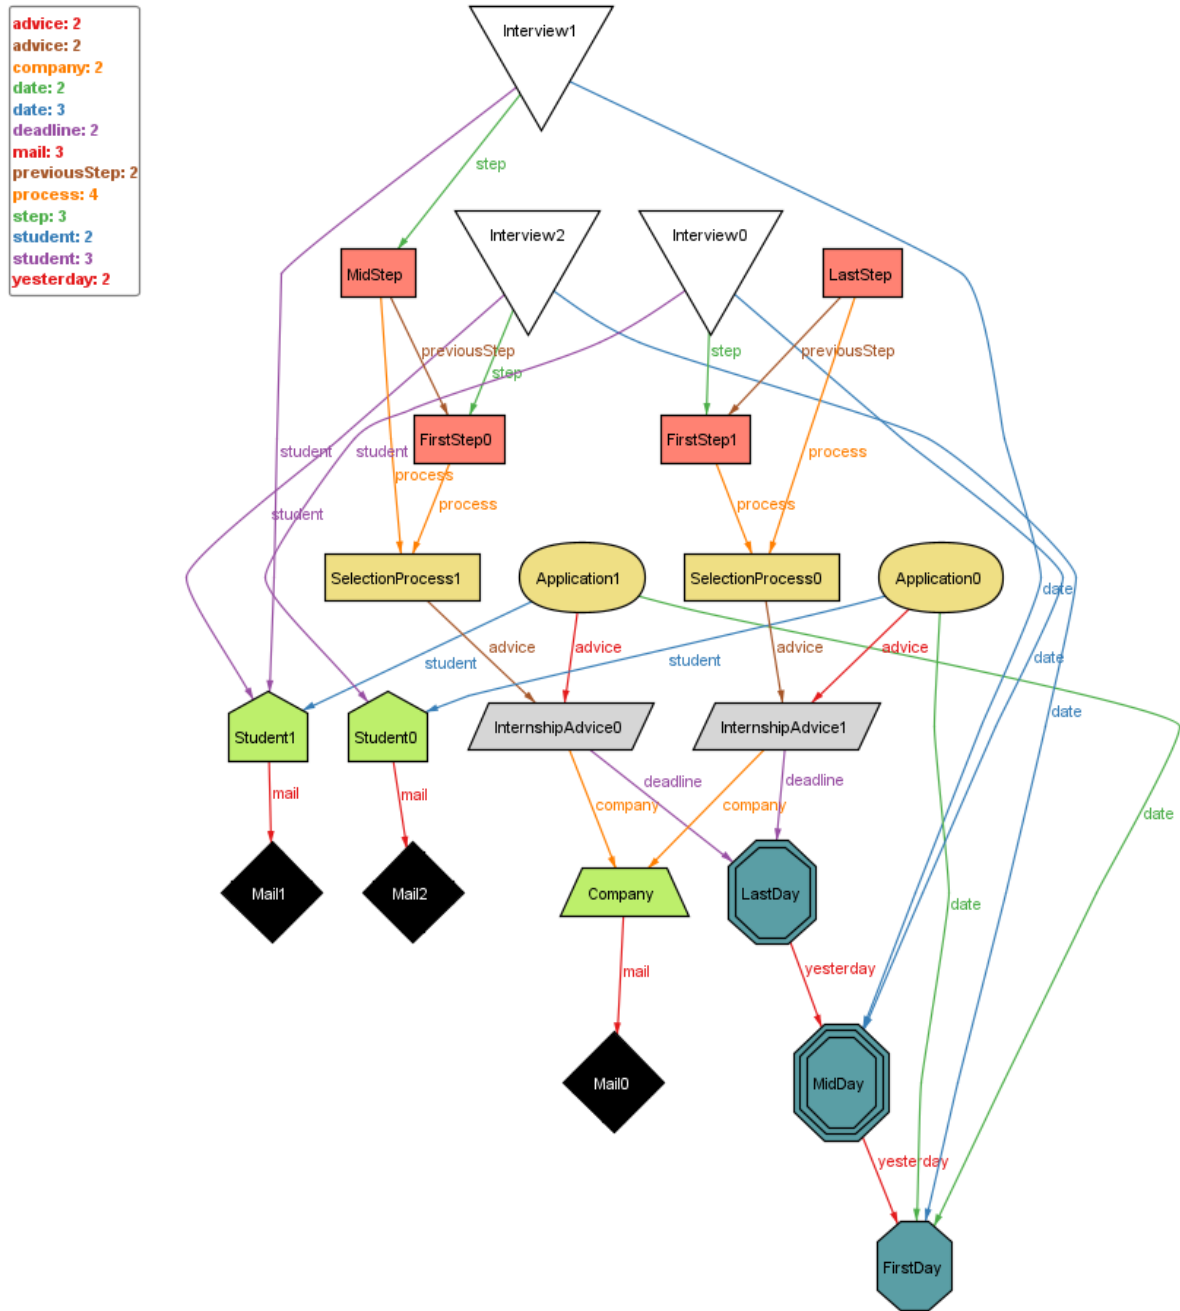 advice: 2
advice: 2
company: 2
date: 2
date: 3
deadline: 2
mail: 3
previousStep: 2
process: 4
step: 3
student: 2
student: 3
yesterday: 2
Interview1
step
Interview2
Interview0
MidStep
LastStep
previousStep
step
previousStep
step
FirstStep0
FirstStep1
student
student
process
process
process
process
student
SelectionProcess1
Application1
SelectionProcess0
Application0
date
advice
advice
advice
advice
student
student
date
date
Student1
Student0
InternshipAdvice0
InternshipAdvice1
deadline
deadline
mail
mail
company
company
date
Mail1
Mail2
Company
LastDay
date
mail
yesterday
Mail0
MidDay
yesterday
FirstDay